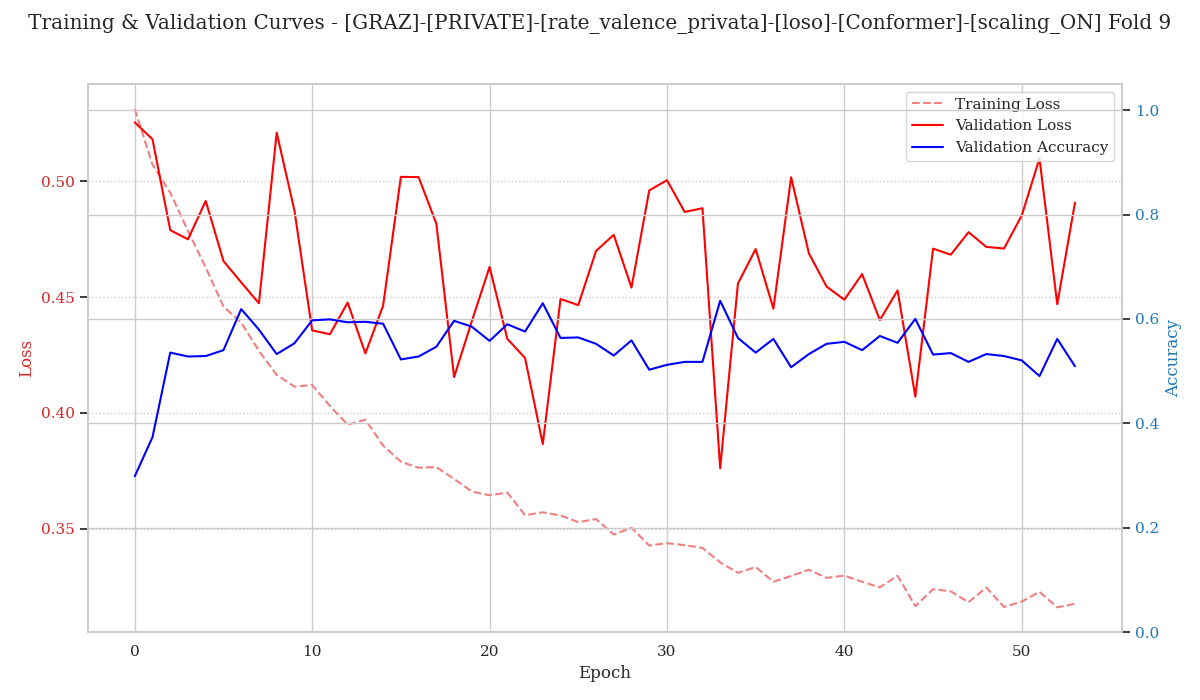 Training & Validation Curves - [GRAZ]-[PRIVATE]-[rate_valence_privata]-[loso]-[Conformer]-[scaling_ON] Fold 9
Training Loss
Validation Loss
Validation Accuracy
0.50
0.45
0.40
0.35
Loss
1.0
0.8
0.6
0.4
0.2
0.0
Accuracy
0
10
20
30
40
50
Epoch